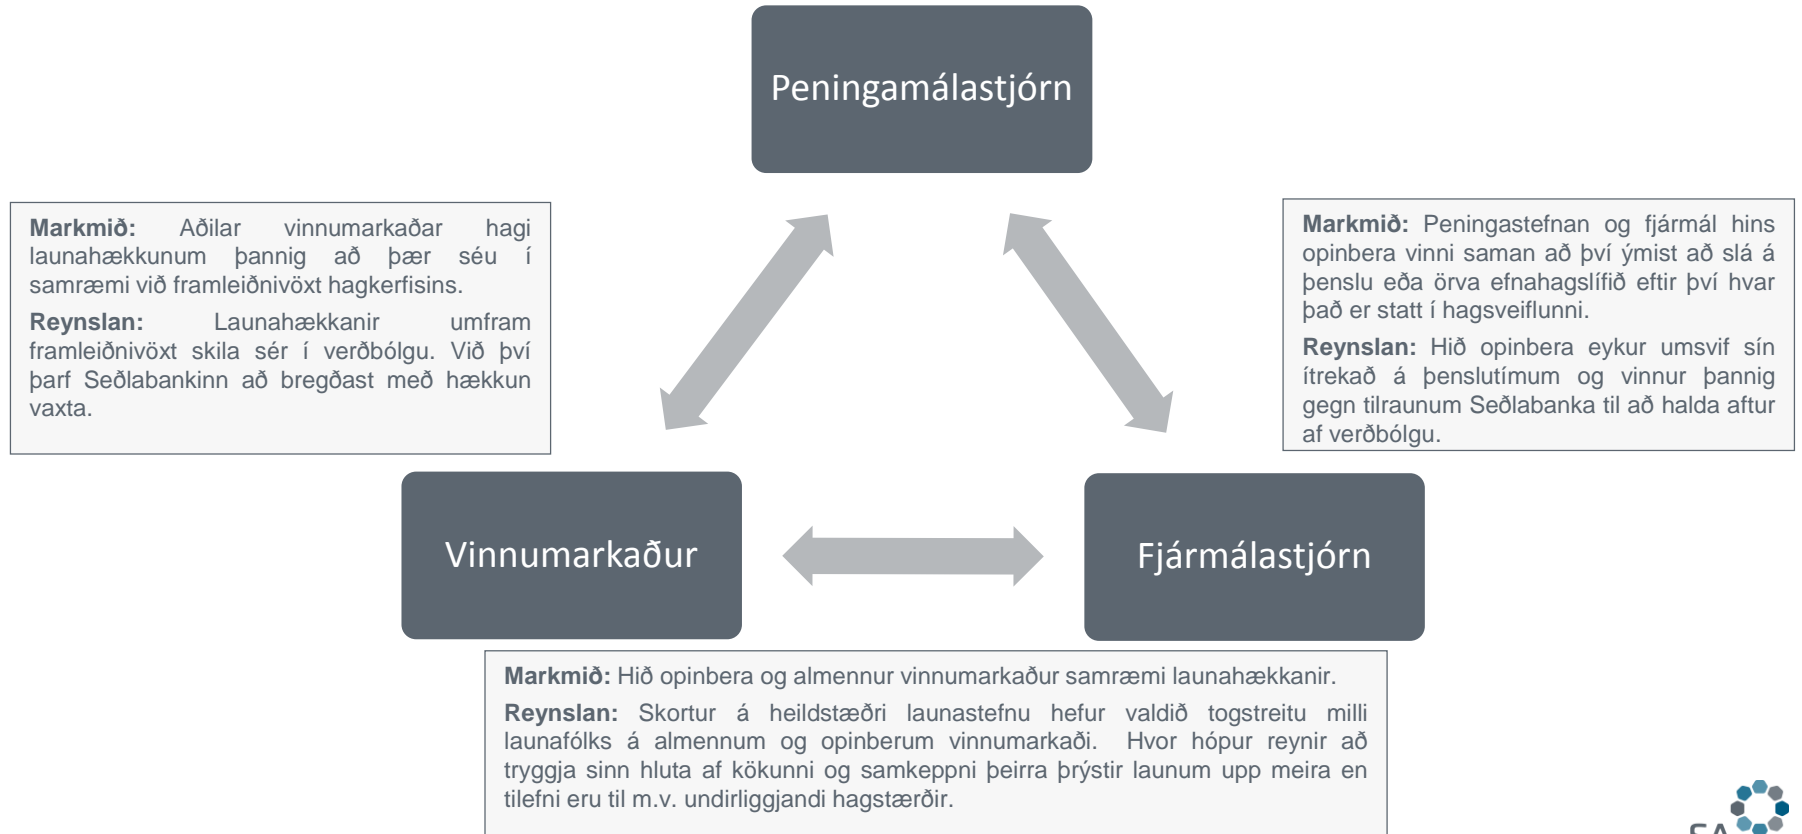 Peningamálastjórn
Markmið: Aðilar vinnumarkaðar hagi
launahækkunum þannig að þær séu í
samræmi við framleiðnivöxt hagkerfisins.
Reynslan: Launahækkanir umfram
framleiðnivöxt skila sér í verðbólgu. Við því
þarf Seðlabankinn að bregðast með hækkun
vaxta.
Markmið: Peningastefnan og fjármál hins
opinbera vinni saman að því ýmist að slá á
þenslu eða örva efnahagslífið eftir því hvar
það er statt í hagsveiflunni.
Reynslan: Hið opinbera eykur umsvif sín
ítrekað á þenslutímum og vinnur þannig
gegn tilraunum Seðlabanka til að halda aftur
af verðbólgu.
Vinnumarkaður
Fjármálastjórn
Markmið: Hið opinbera og almennur vinnumarkaður samræmi launahækkanir.
Reynslan: Skortur á heildstæðri launastefnu hefur valdið togstreitu milli
launafólks á almennum og opinberum vinnumarkaði. Hvor hópur reynir að
tryggja sinn hluta af kökunni og samkeppni þeirra þrýstir launum upp meira en
tilefni eru til m.v. undirliggjandi hagstærðir.
SA